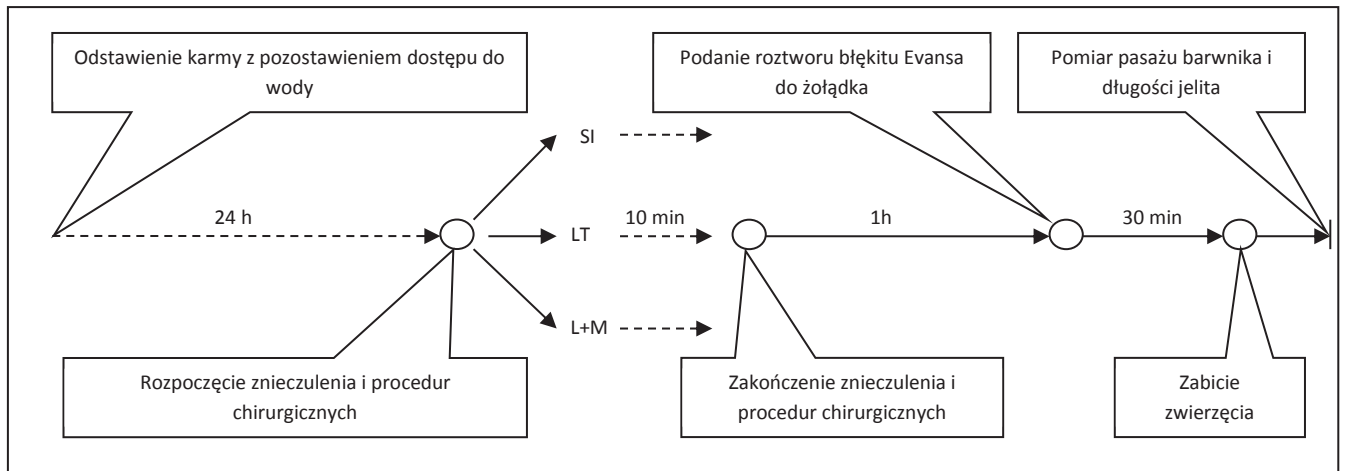 Odstawienie karmy z pozostawieniem dostępu do
wody
Podanie roztworu błękitu Evansa
do żołądka
Pomiar pasażu barwnika i
długości jelita
SI
24 h
LT
10 min
1h
30 min
L+M
Rozpoczęcie znieczulenia i procedur
chirurgicznych
Zakończenie znieczulenia i
procedur chirurgicznych
Zabicie
zwierzęcia